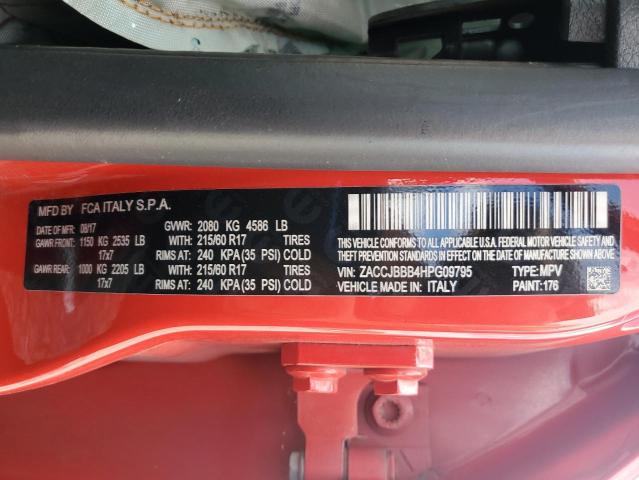 MFD BY FCA ITALY S.P.A.
DATE OF MFR: 08/17 GVWR: 2080 KG 4586 LB
GAWR FRONT: 1150 KG 2535 LB WITH: 215/60 R17 TIRES
17x7 RIMS AT: 240 KPA(35 PSI) COLD
GAWR REAR: 1000 KG 2205 LB WITH: 215/60 R17 TIRES
17x7 RIMS AT: 240 KPA(35 PSI) COLD
THIS VEHICLE CONFORMS TO ALL APPLICABLE U.S.A.
FEDERAL MOTOR VEHICLE SAFETY, BUMPER, AND
THEFT PREVENTION STANDARDS IN EFFECT ON THE DATE OF
MANUFACTURE SHOWN ABOVE.
VIN: ZACCJBBB4HPG09795 TYPE: MPV
VEHICLE MADE IN: ITALY PAINT:176